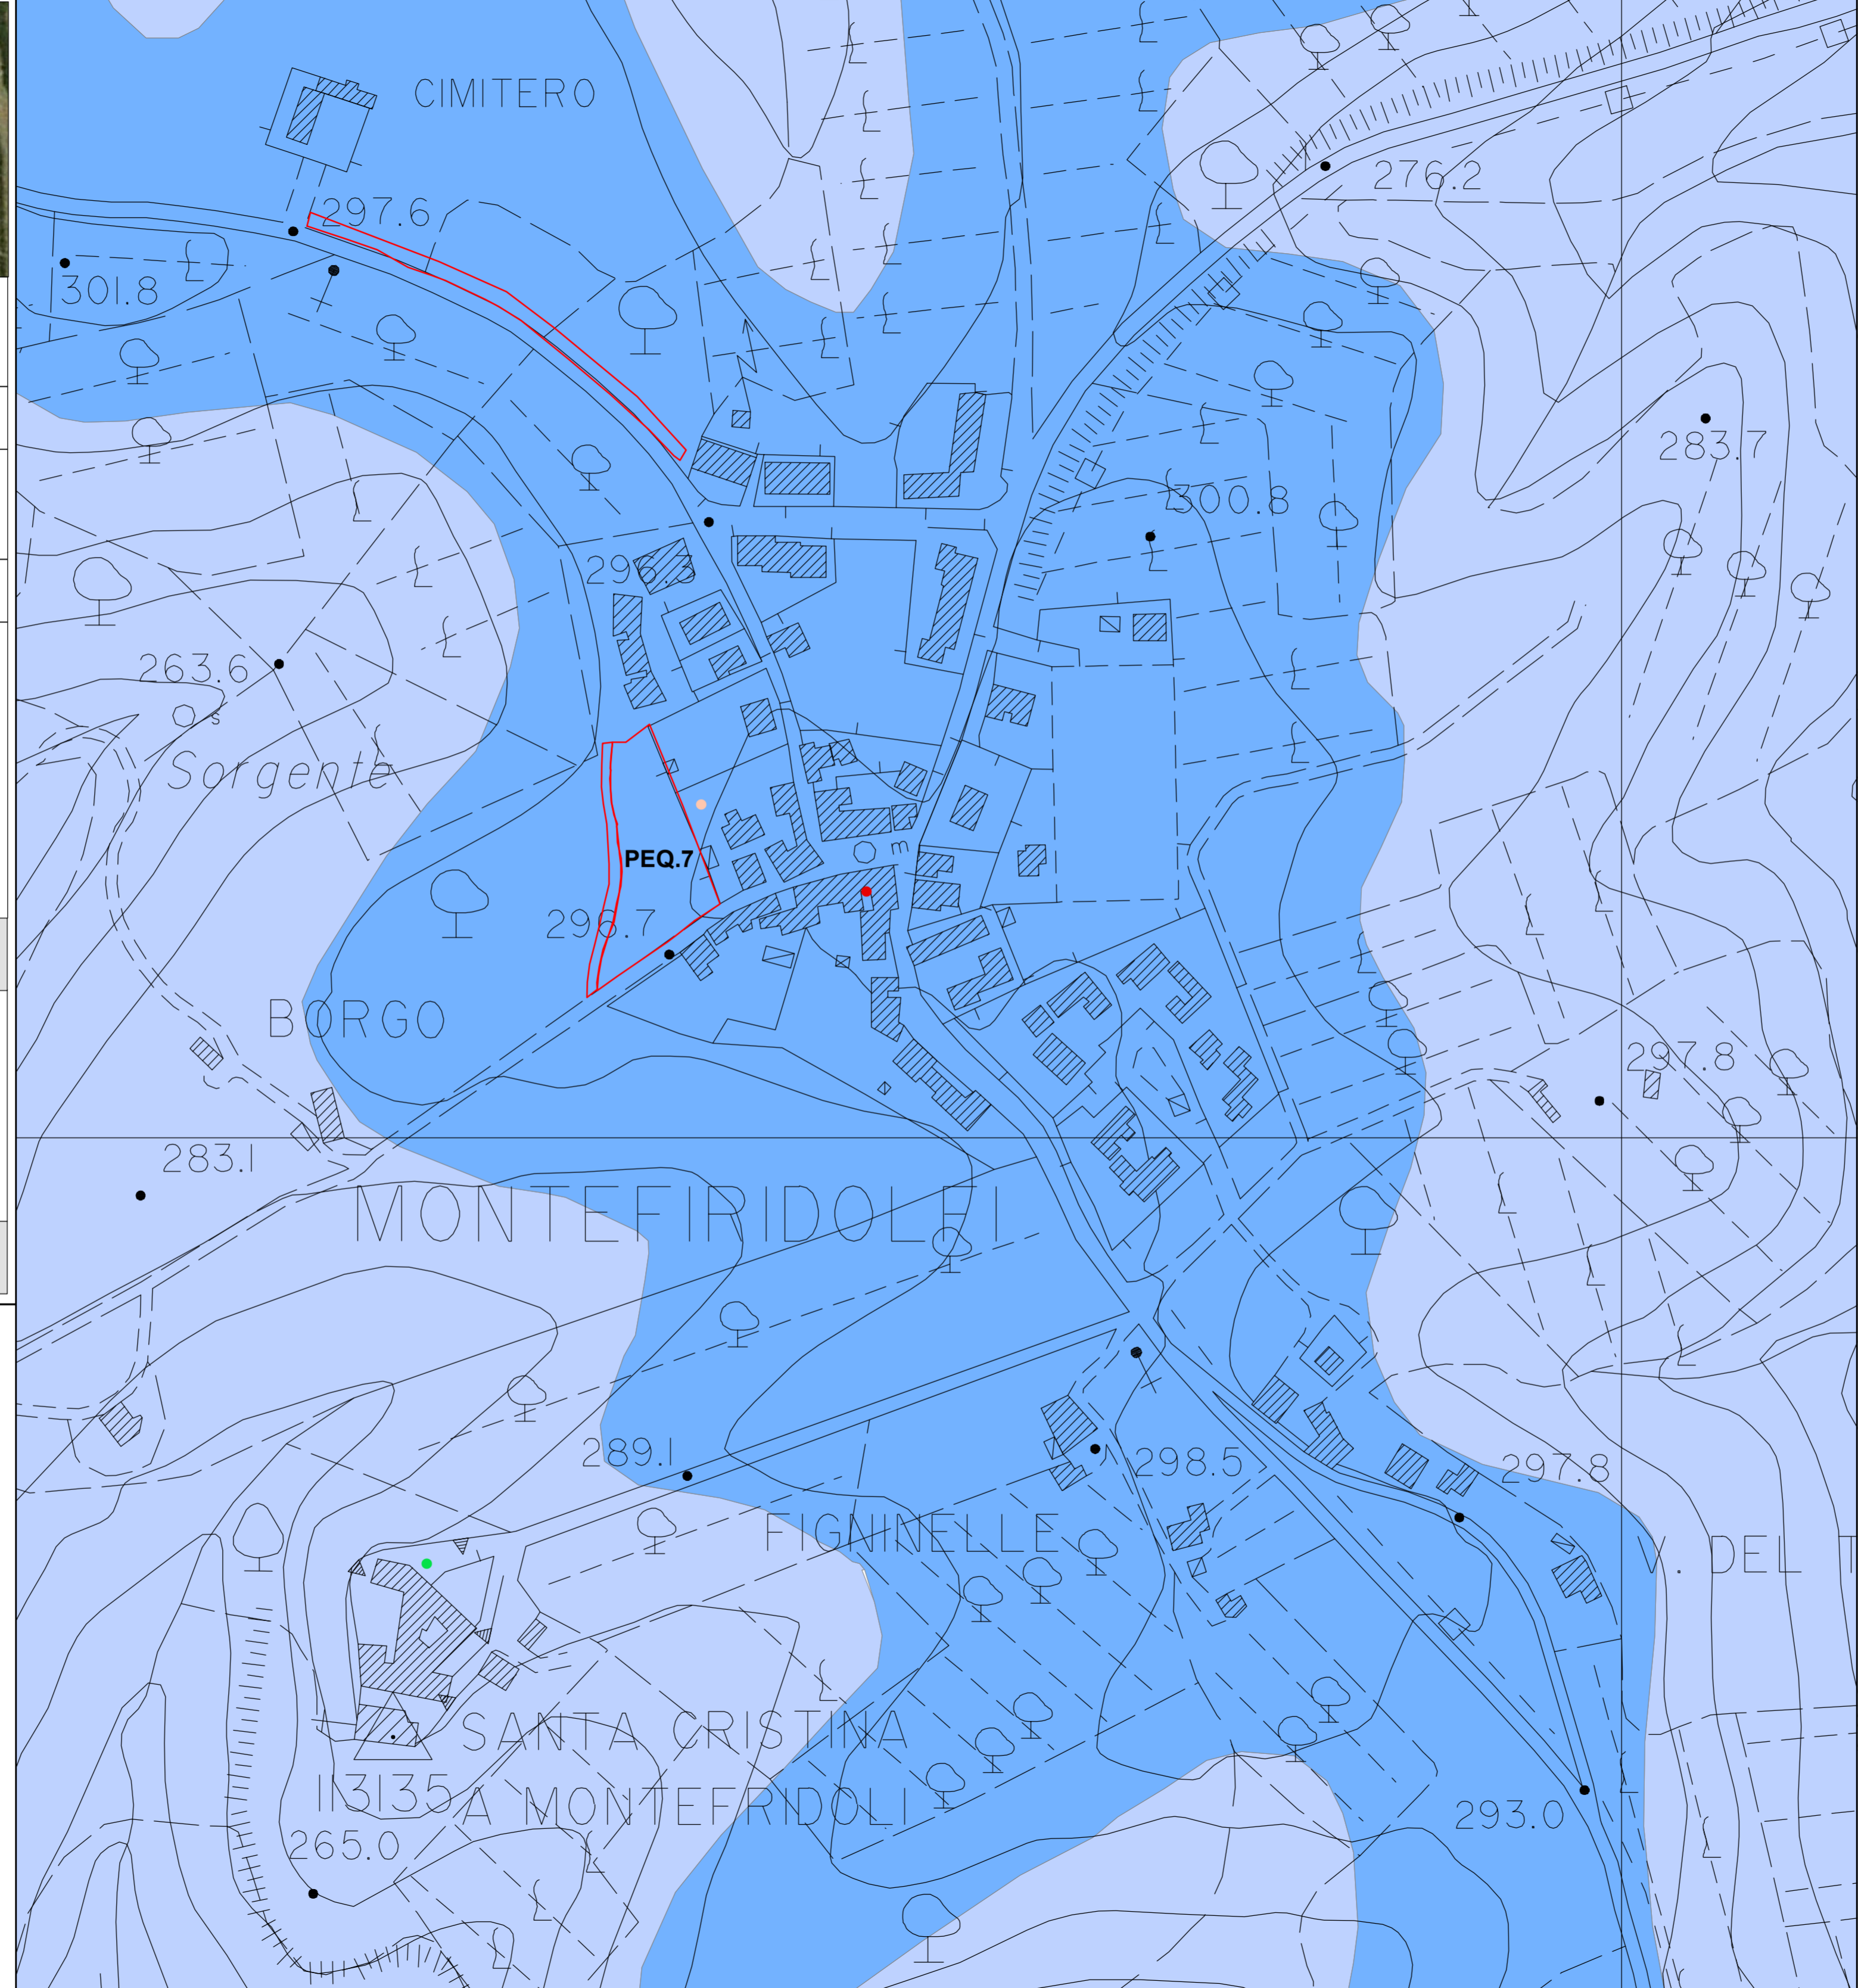 CIMITERO
276.2
297.6
301.8
283.7
300.8
296.3
263.6
s
Sorgente
m
PEQ.7
296.7
BORGO
297.8
283.1
MONTEFIRIDOLFI
289.1
298.5
297.8
FIGNINELLE
V. DEL T
SANTA CRISTINA
113135
A MONTEFRIDOLI
293.0
265.0